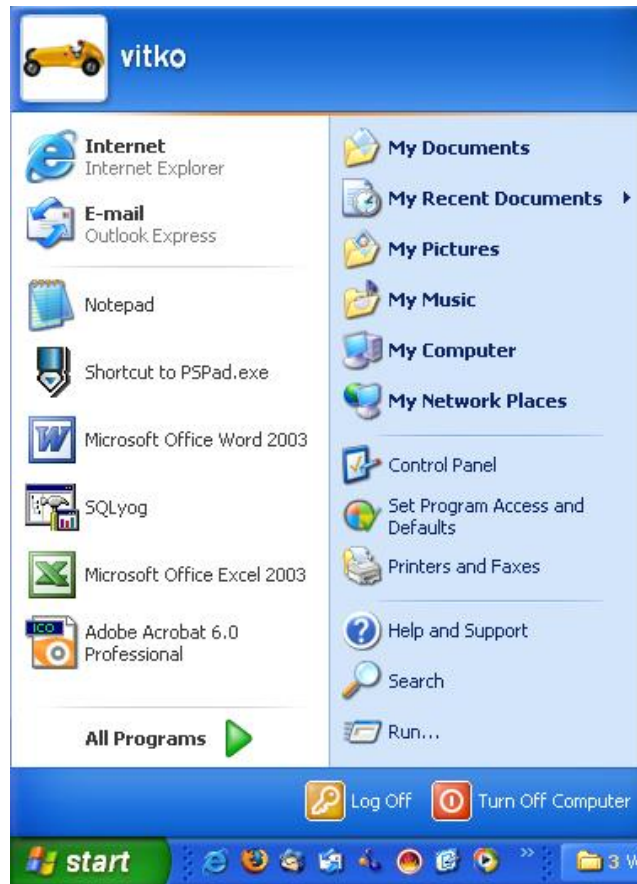 vitko
Internet
Internet Explorer
E-mail
Outlook Express
Notepad
Shortcut to PSPad.exe
Microsoft Office Word 2003
SQLyog
Microsoft Office Excel 2003
ICO
Adobe Acrobat 6.0
Professional
All Programs
My Documents
My Recent Documents
My Pictures
My Music
My Computer
My Network Places
Control Panel
Set Program Access and
Defaults
Printers and Faxes
Help and Support
Search
Run...
Log Off
Turn Off Computer
start
3